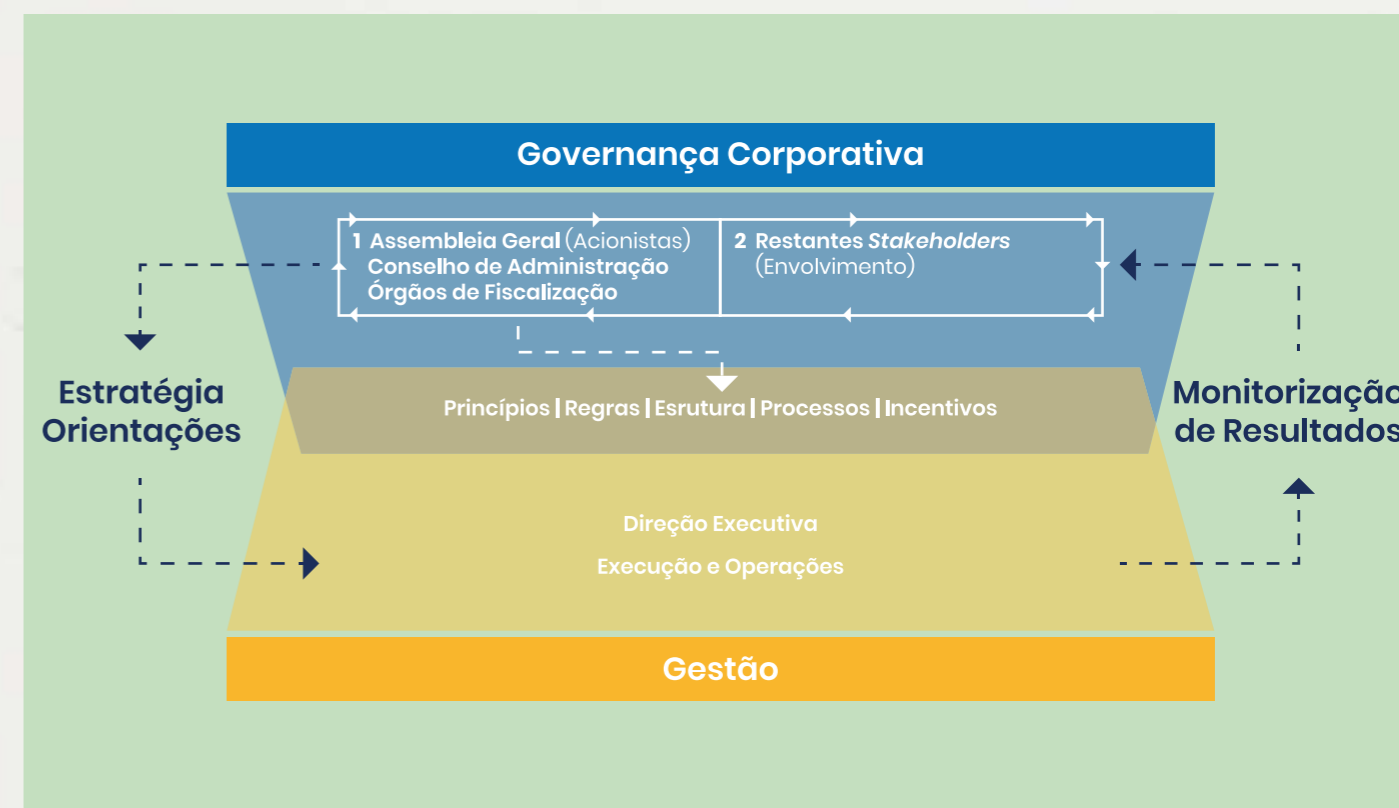 Governança Corporativa
1 Assembleia Geral (Acionistas)
Conselho de Administração
Órgãos de Fiscalização
2 Restantes Stakeholders
(Envolvimento)
Estratégia
Orientações
Princípios | Regras | Esrutura | Processos | Incentivos
Monitorização
de Resultados
Direção Executiva
Execução e Operações
Gestão